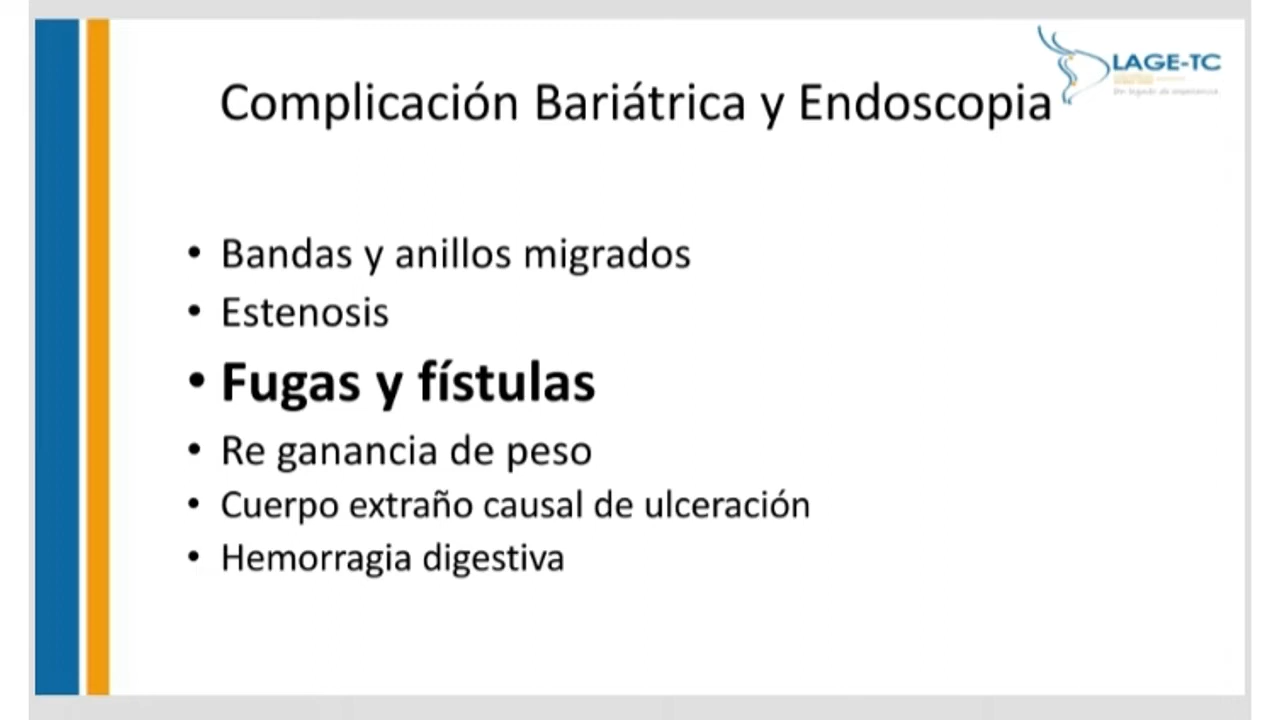 LAGE-TC
Complicación Bariátrica y Endoscopia
• Bandas y anillos migrados
• Estenosis
• Fugas y fístulas
• Re ganancia de peso
• Cuerpo extraño causal de ulceración
• Hemorragia digestiva